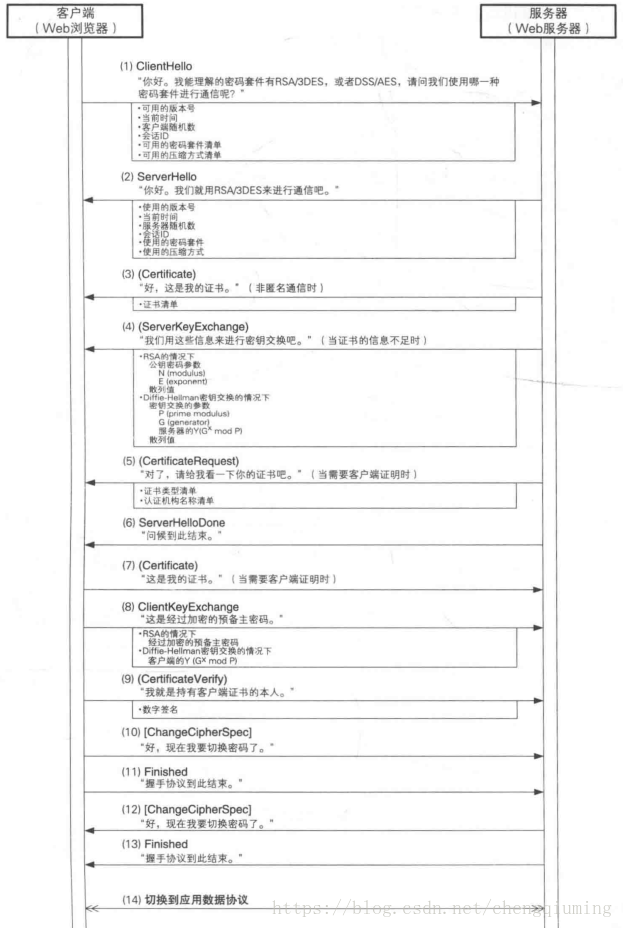 客户端
（Web浏览器）
服务器
（Web服务器）
(1) ClientHello
“你好。我能理解的密码套件有RSA/3DES，或者DSS/AES，请问我们使用哪一种
密码套件进行通信呢？”
·可用的版本号
·当前时间
·客户端随机数
·会话ID
·可用的密码套件清单
·可用的压缩方式清单
(2) ServerHello
“你好。我们就用RSA/3DES来进行通信吧。”
·使用的版本号
·当前时间
·服务器随机数
·会话ID
·使用的密码套件
·使用的压缩方式
(3) (Certificate)
“好，这是我的证书。”（非匿名通信时）
·证书清单
(4) (ServerKeyExchange)
“我们用这些信息来进行密钥交换吧。”（当证书的信息不足时）
·RSA的情况下
公钥密码参数
N (modulus)
E (exponent)
散列值
·Diffie-Hellman密钥交换的情况下
密钥交换的参数
P (prime modulus)
G (generator)
服务器的Y(G^x mod P)
散列值
(5) (CertificateRequest)
“对了，请给我看一下你的证书吧。”（当需要客户端证明时）
·证书类型清单
·认证机构名称清单
(6) ServerHelloDone
“问候到此结束。”
(7) (Certificate)
“这是我的证书。”（当需要客户端证明时）
(8) ClientKeyExchange
“这是经过加密的预备主密码。”
·RSA的情况下
经过加密的预备主密码
·Diffie-Hellman密钥交换的情况下
客户端的Y (G^x mod P)
(9) (CertificateVerify)
“我就是持有客户端证书的本人。”
·数字签名
(10) [ChangeCipherSpec]
“好，现在我要切换密码了。”
(11) Finished
“握手协议到此结束。”
(12) [ChangeCipherSpec]
“好，现在我要切换密码了。”
(13) Finished
“握手协议到此结束。”
(14) 切换到应用数据协议
https://blog.csdn.net/chengqiuming